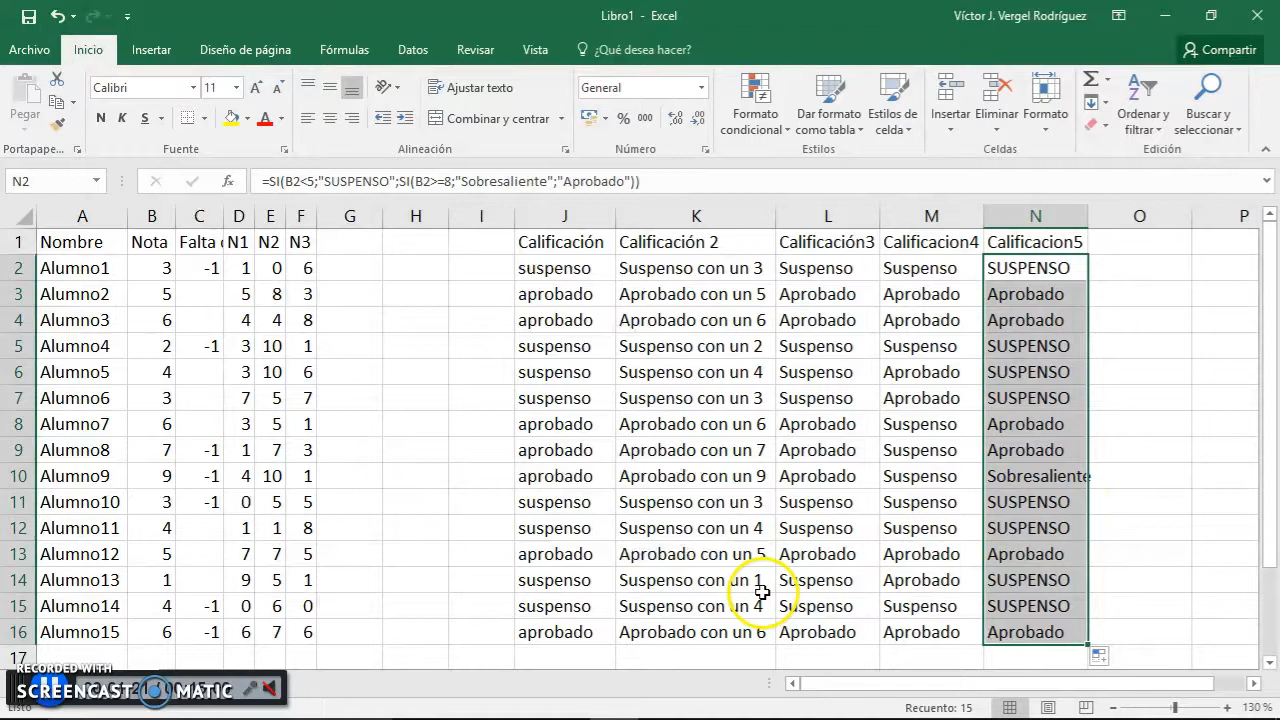 Libro1 - Excel
Víctor J. Vergel Rodríguez
Archivo Inicio Insertar Diseño de página Fórmulas Datos Revisar Vista ¿Qué desea hacer? Compartir
Pegar
Calibri 11
N K S
Ajustar texto
Combinar y centrar
General
% 000
Formato condicional
Dar formato como tabla
Estilos de celda
Insertar
Eliminar
Formato
Ordenar y filtrar
Buscar y seleccionar
Portapape... Fuente Alineación Número Estilos Celdas Edición
N2 fx =SI(B2<5;"SUSPENSO";SI(B2>=8;"Sobresaliente";"Aprobado"))
A B C D E F G H I J K L M N O P
1 Nombre Nota Falta N1 N2 N3 Calificación Calificación 2 Calificación3 Calificacion4 Calificacion5
2 Alumno1 3 -1 1 0 6 suspenso Suspenso con un 3 Suspenso Suspenso SUSPENSO
3 Alumno2 5 5 8 3 aprobado Aprobado con un 5 Aprobado Aprobado Aprobado
4 Alumno3 6 4 4 8 aprobado Aprobado con un 6 Aprobado Aprobado Aprobado
5 Alumno4 2 -1 3 10 1 suspenso Suspenso con un 2 Suspenso Suspenso SUSPENSO
6 Alumno5 4 3 10 6 suspenso Suspenso con un 4 Suspenso Aprobado SUSPENSO
7 Alumno6 3 7 5 7 suspenso Suspenso con un 3 Suspenso Aprobado SUSPENSO
8 Alumno7 6 3 5 1 aprobado Aprobado con un 6 Aprobado Suspenso Aprobado
9 Alumno8 7 -1 1 7 3 aprobado Aprobado con un 7 Aprobado Suspenso Aprobado
10 Alumno9 9 -1 4 10 1 aprobado Aprobado con un 9 Aprobado Suspenso Sobresaliente
11 Alumno10 3 -1 0 5 5 suspenso Suspenso con un 3 Suspenso Suspenso SUSPENSO
12 Alumno11 4 1 1 8 suspenso Suspenso con un 4 Suspenso Suspenso SUSPENSO
13 Alumno12 5 7 7 5 aprobado Aprobado con un 5 Aprobado Aprobado Aprobado
14 Alumno13 1 9 5 1 suspenso Suspenso con un 1 Suspenso Aprobado SUSPENSO
15 Alumno14 4 -1 0 6 0 suspenso Suspenso con un 4 Suspenso Suspenso SUSPENSO
16 Alumno15 6 -1 6 7 6 aprobado Aprobado con un 6 Aprobado Aprobado Aprobado
17
RECORDED WITH
SCREENCAST MATIC
Listo Recuento: 15 130 %